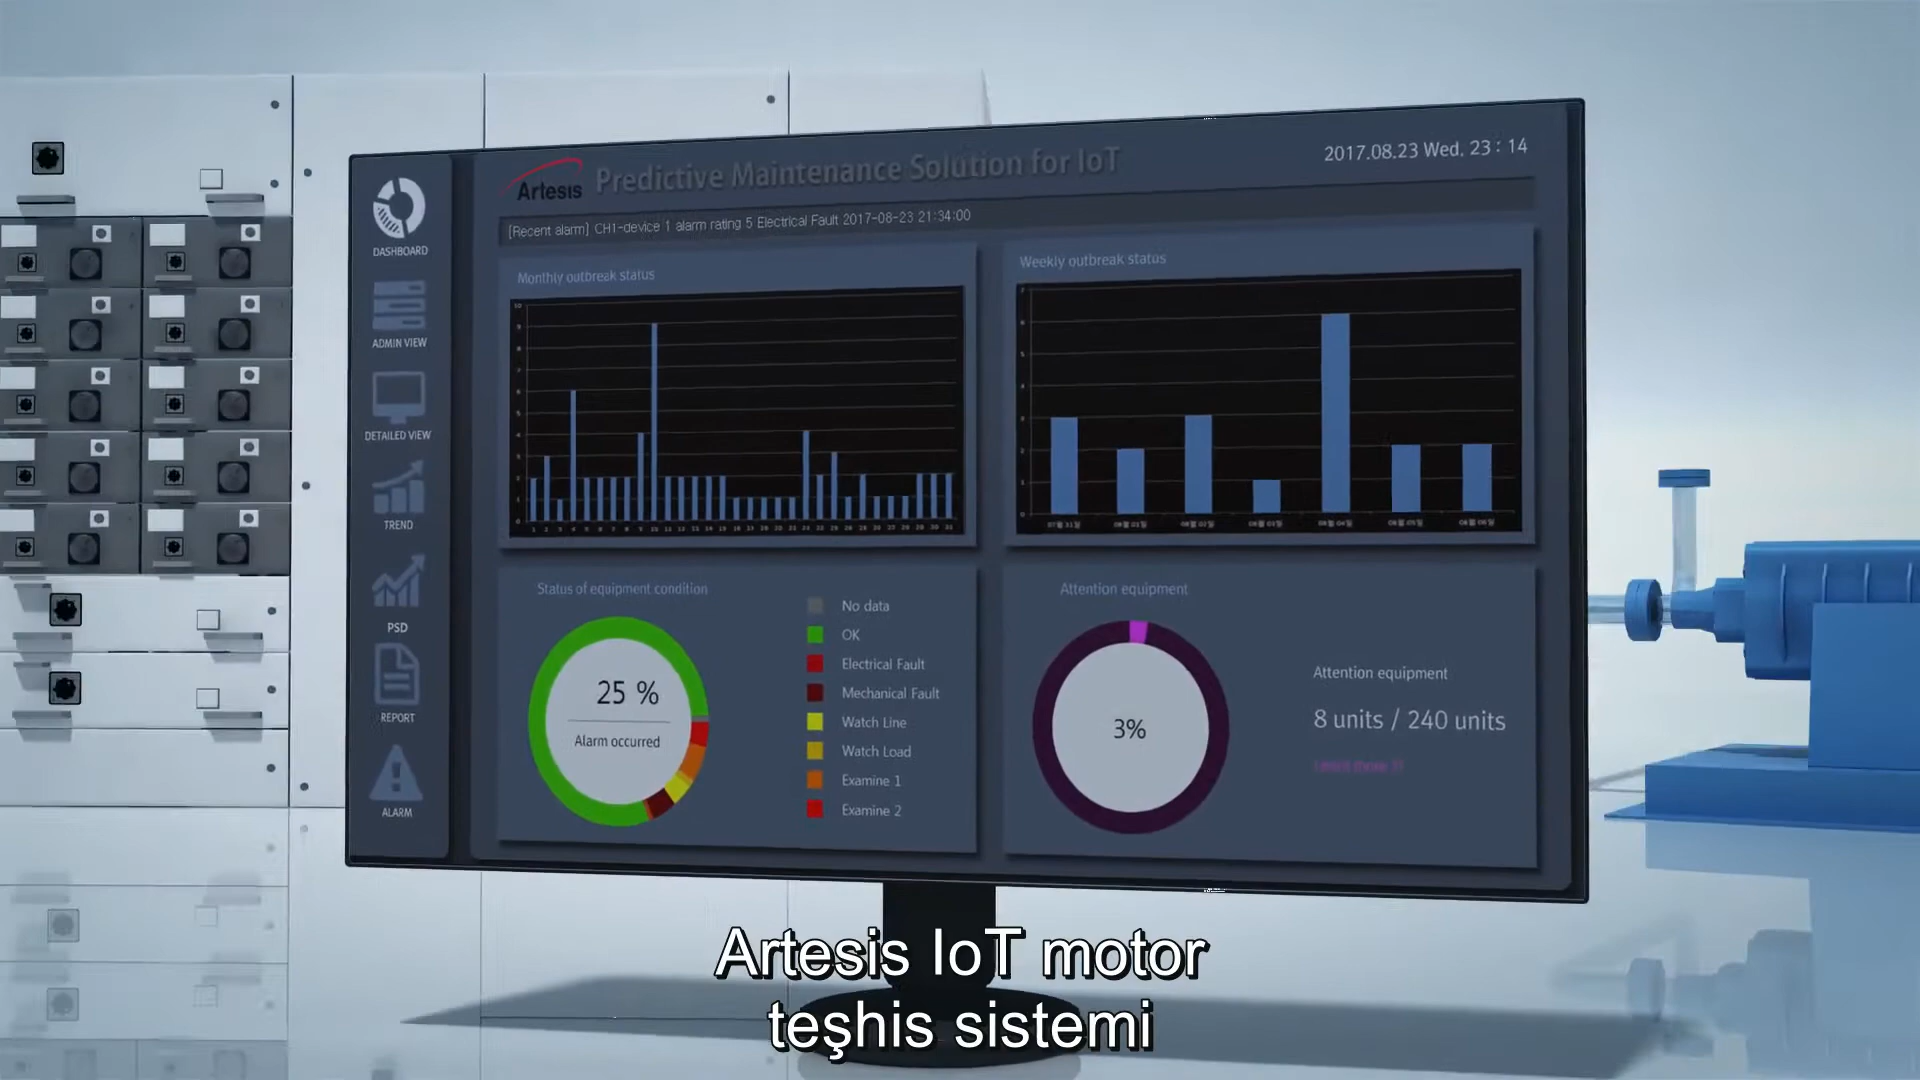 Artesis Predictive Maintenance Solution for IoT
2017.08.23 Wed. 23 : 14
[Recent alarm] CH1-device 1 alarm rating 5 Electrical Fault 2017-08-23 21:34:00
DASHBOARD
ADMIN VIEW
DETAILED VIEW
TREND
PSD
REPORT
ALARM
Monthly outbreak status
Weekly outbreak status
Status of equipment condition
25 %
Alarm occurred
No data
OK
Electrical Fault
Mechanical Fault
Watch Line
Watch Load
Examine 1
Examine 2
Attention equipment
3%
Attention equipment
8 units / 240 units
Artesis IoT motor
teşhis sistemi